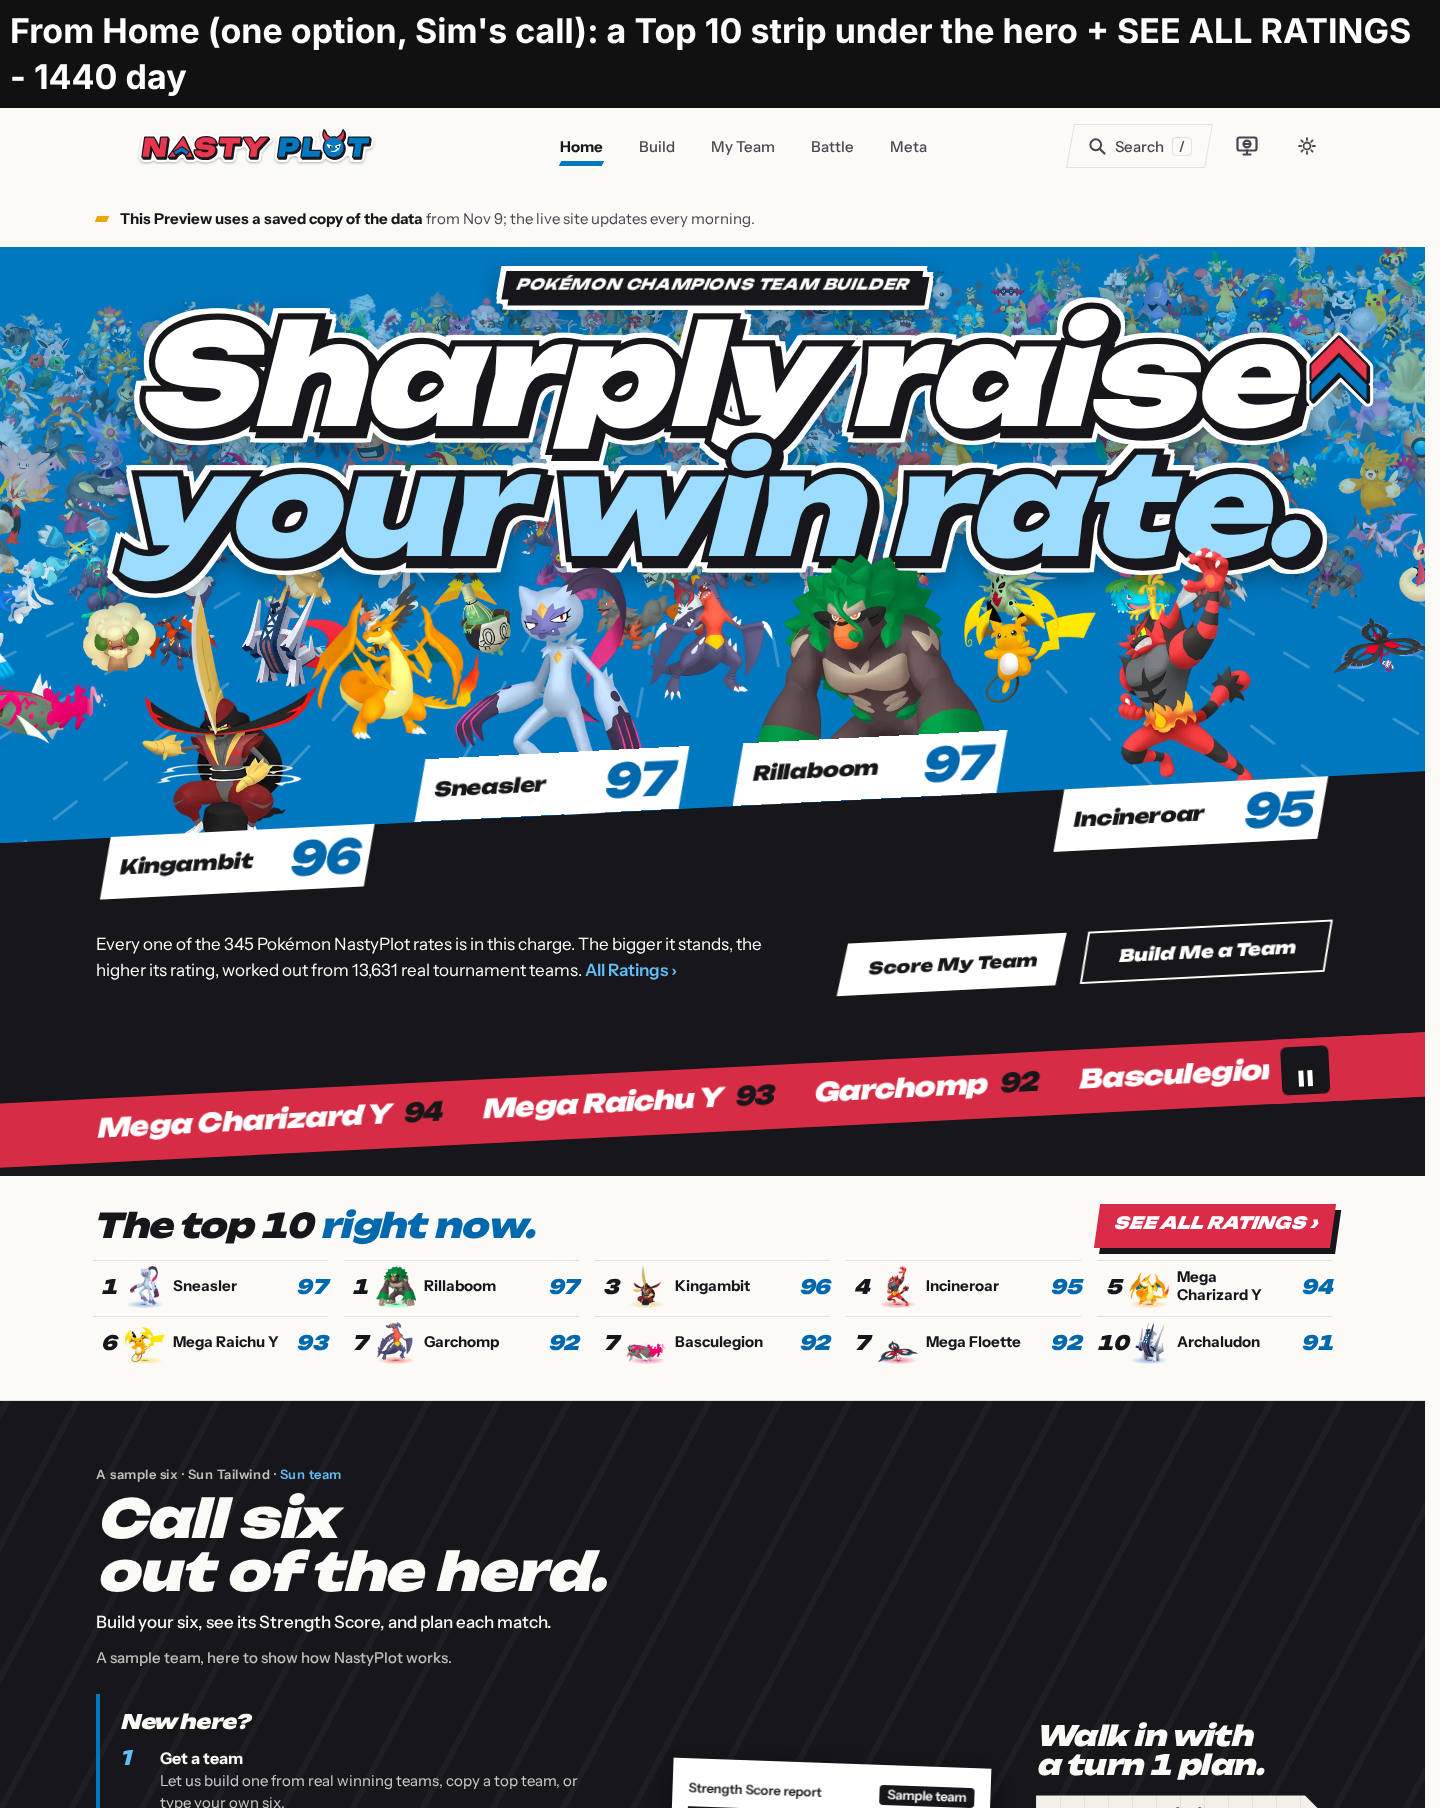 From Home (one option, Sim's call): a Top 10 strip under the hero + SEE ALL RATINGS
- 1440 day
NASTY PLOT
Home Build My Team Battle Meta
Search /
This Preview uses a saved copy of the data from Nov 9; the live site updates every morning.
POKÉMON CHAMPIONS TEAM BUILDER
Sharply raise
your win rate.
Sneasler 97
Rillaboom 97
Incineroar 95
Kingambit 96
Every one of the 345 Pokémon NastyPlot rates is in this charge. The bigger it stands, the
higher its rating, worked out from 13,631 real tournament teams. All Ratings ›
Score My Team
Build Me a Team
Mega Charizard Y 94 Mega Raichu Y 93 Garchomp 92 Basculegion
The top 10 right now.
SEE ALL RATINGS ›
1 Sneasler 97
1 Rillaboom 97
3 Kingambit 96
4 Incineroar 95
5 Mega
Charizard Y 94
6 Mega Raichu Y 93
7 Garchomp 92
7 Basculegion 92
7 Mega Floette 92
10 Archaludon 91
A sample six · Sun Tailwind · Sun team
Call six
out of the herd.
Build your six, see its Strength Score, and plan each match.
A sample team, here to show how NastyPlot works.
New here?
1 Get a team
Let us build one from real winning teams, copy a top team, or
type your own six.
Strength Score report
Sample team
Walk in with
a turn 1 plan.